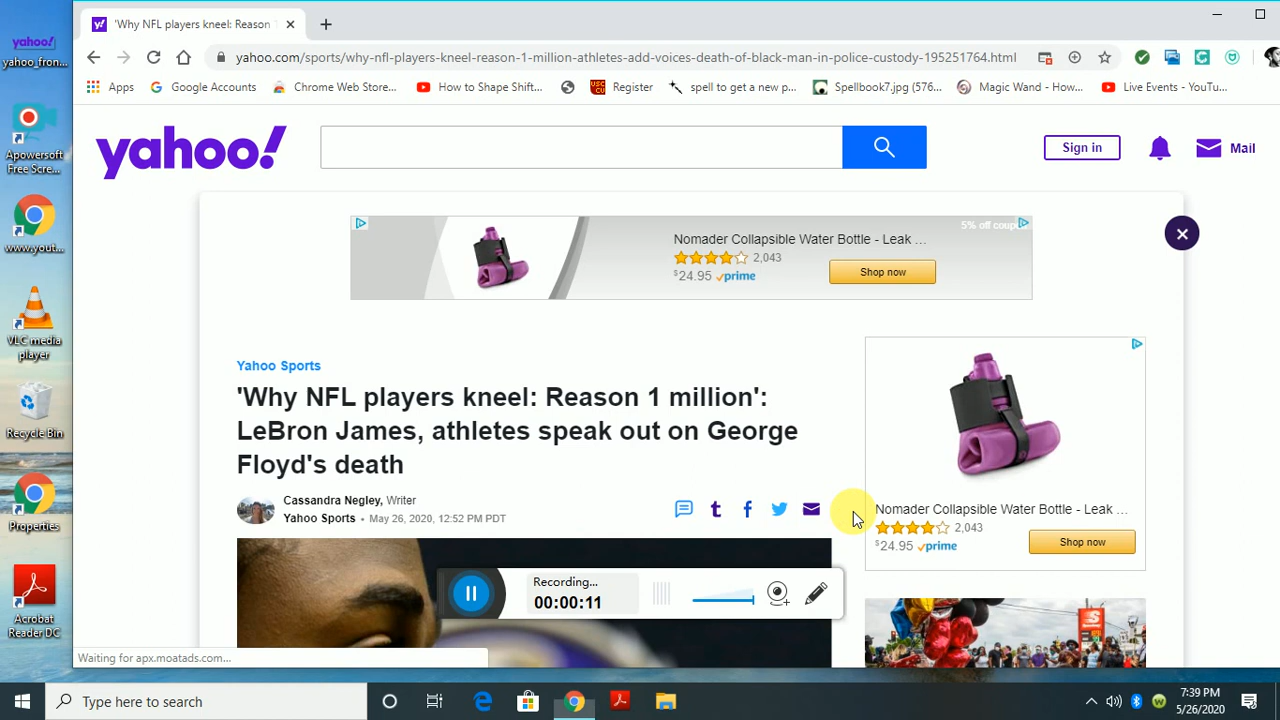 yahoo!
yahoo_fron...
Apowersoft
Free Scre...
www.yout...
VLC media
player
Recycle Bin
Properties
Acrobat
Reader DC
'Why NFL players kneel: Reason 1
yahoo.com/sports/why-nfl-players-kneel-reason-1-million-athletes-add-voices-death-of-black-man-in-police-custody-195251764.html
Apps
Google Accounts
Chrome Web Store...
How to Shape Shift...
USC
CU
Register
spell to get a new p...
Spellbook7.jpg (576...
Magic Wand - How...
Live Events - YouTu...
yahoo!
Sign in
Mail
5% off coup
Nomader Collapsible Water Bottle - Leak ...
2,043
$24.95 prime
Shop now
Yahoo Sports
'Why NFL players kneel: Reason 1 million':
LeBron James, athletes speak out on George
Floyd's death
Cassandra Negley, Writer
Yahoo Sports • May 26, 2020, 12:52 PM PDT
Nomader Collapsible Water Bottle - Leak ...
2,043
$24.95 prime
Shop now
Recording...
00:00:11
Waiting for apx.moatads.com...
Type here to search
7:39 PM
5/26/2020